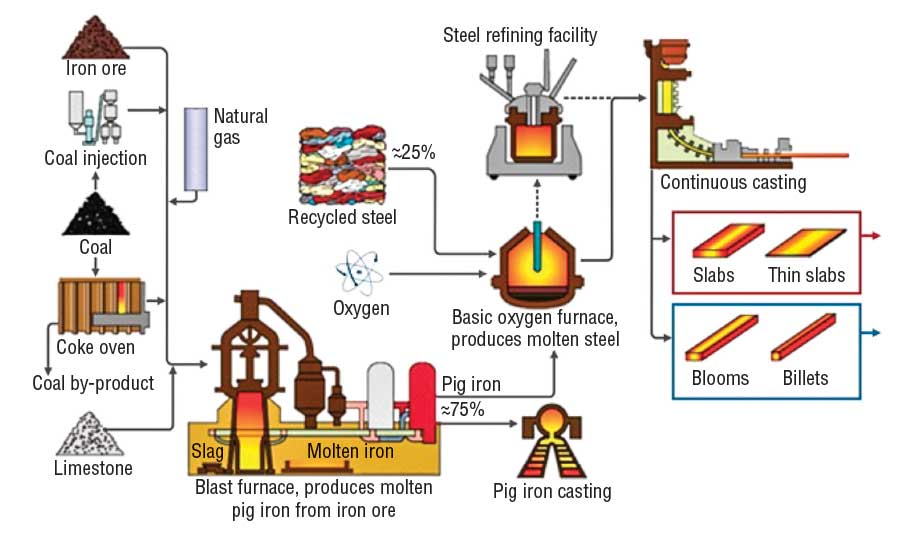 Steel refining facility
Iron ore
Coal injection
Natural
gas
≈25%
Recycled steel
Continuous casting
Coal
Slabs
Thin slabs
Oxygen
Basic oxygen furnace,
produces molten steel
Coke oven
Coal by-product
Pig iron
≈75%
Blooms
Billets
Limestone
Slag
Molten iron
Blast furnace, produces molten
pig iron from iron ore
Pig iron casting